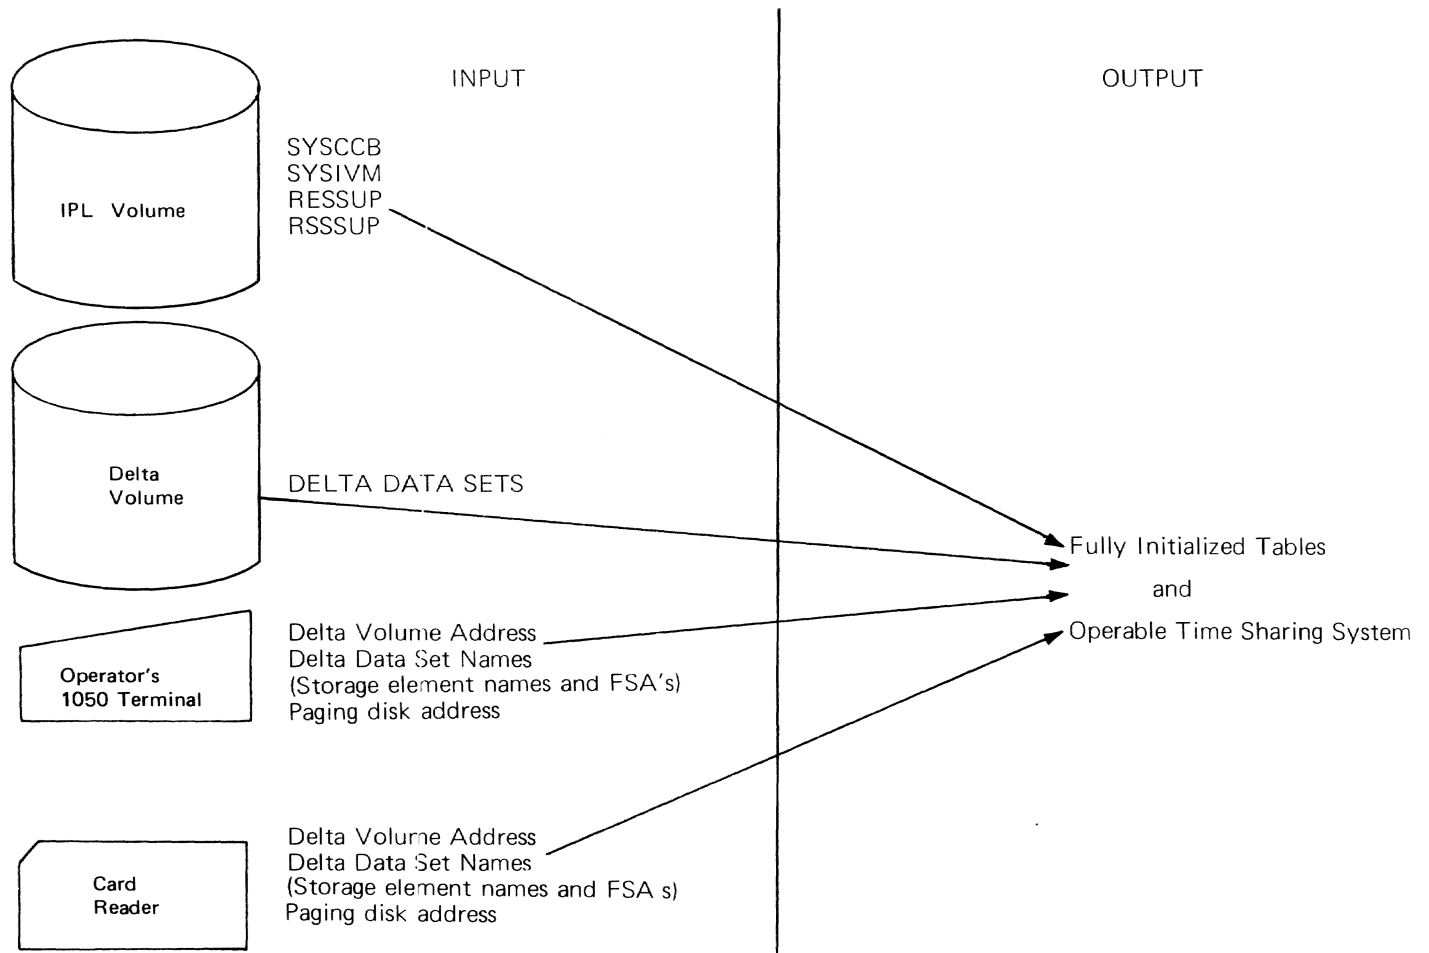 INPUT
OUTPUT
IPL Volume
SYSCCB
SYSIVM
RESSUP
RSSSUP
Delta
Volume
DELTA DATA SETS
Fully Initialized Tables
and
Operable Time Sharing System
Operator's
1050 Terminal
Delta Volume Address
Delta Data Set Names
(Storage element names and FSA's)
Paging disk address
Card
Reader
Delta Volume Address
Delta Data Set Names
(Storage element names and FSA s)
Paging disk address